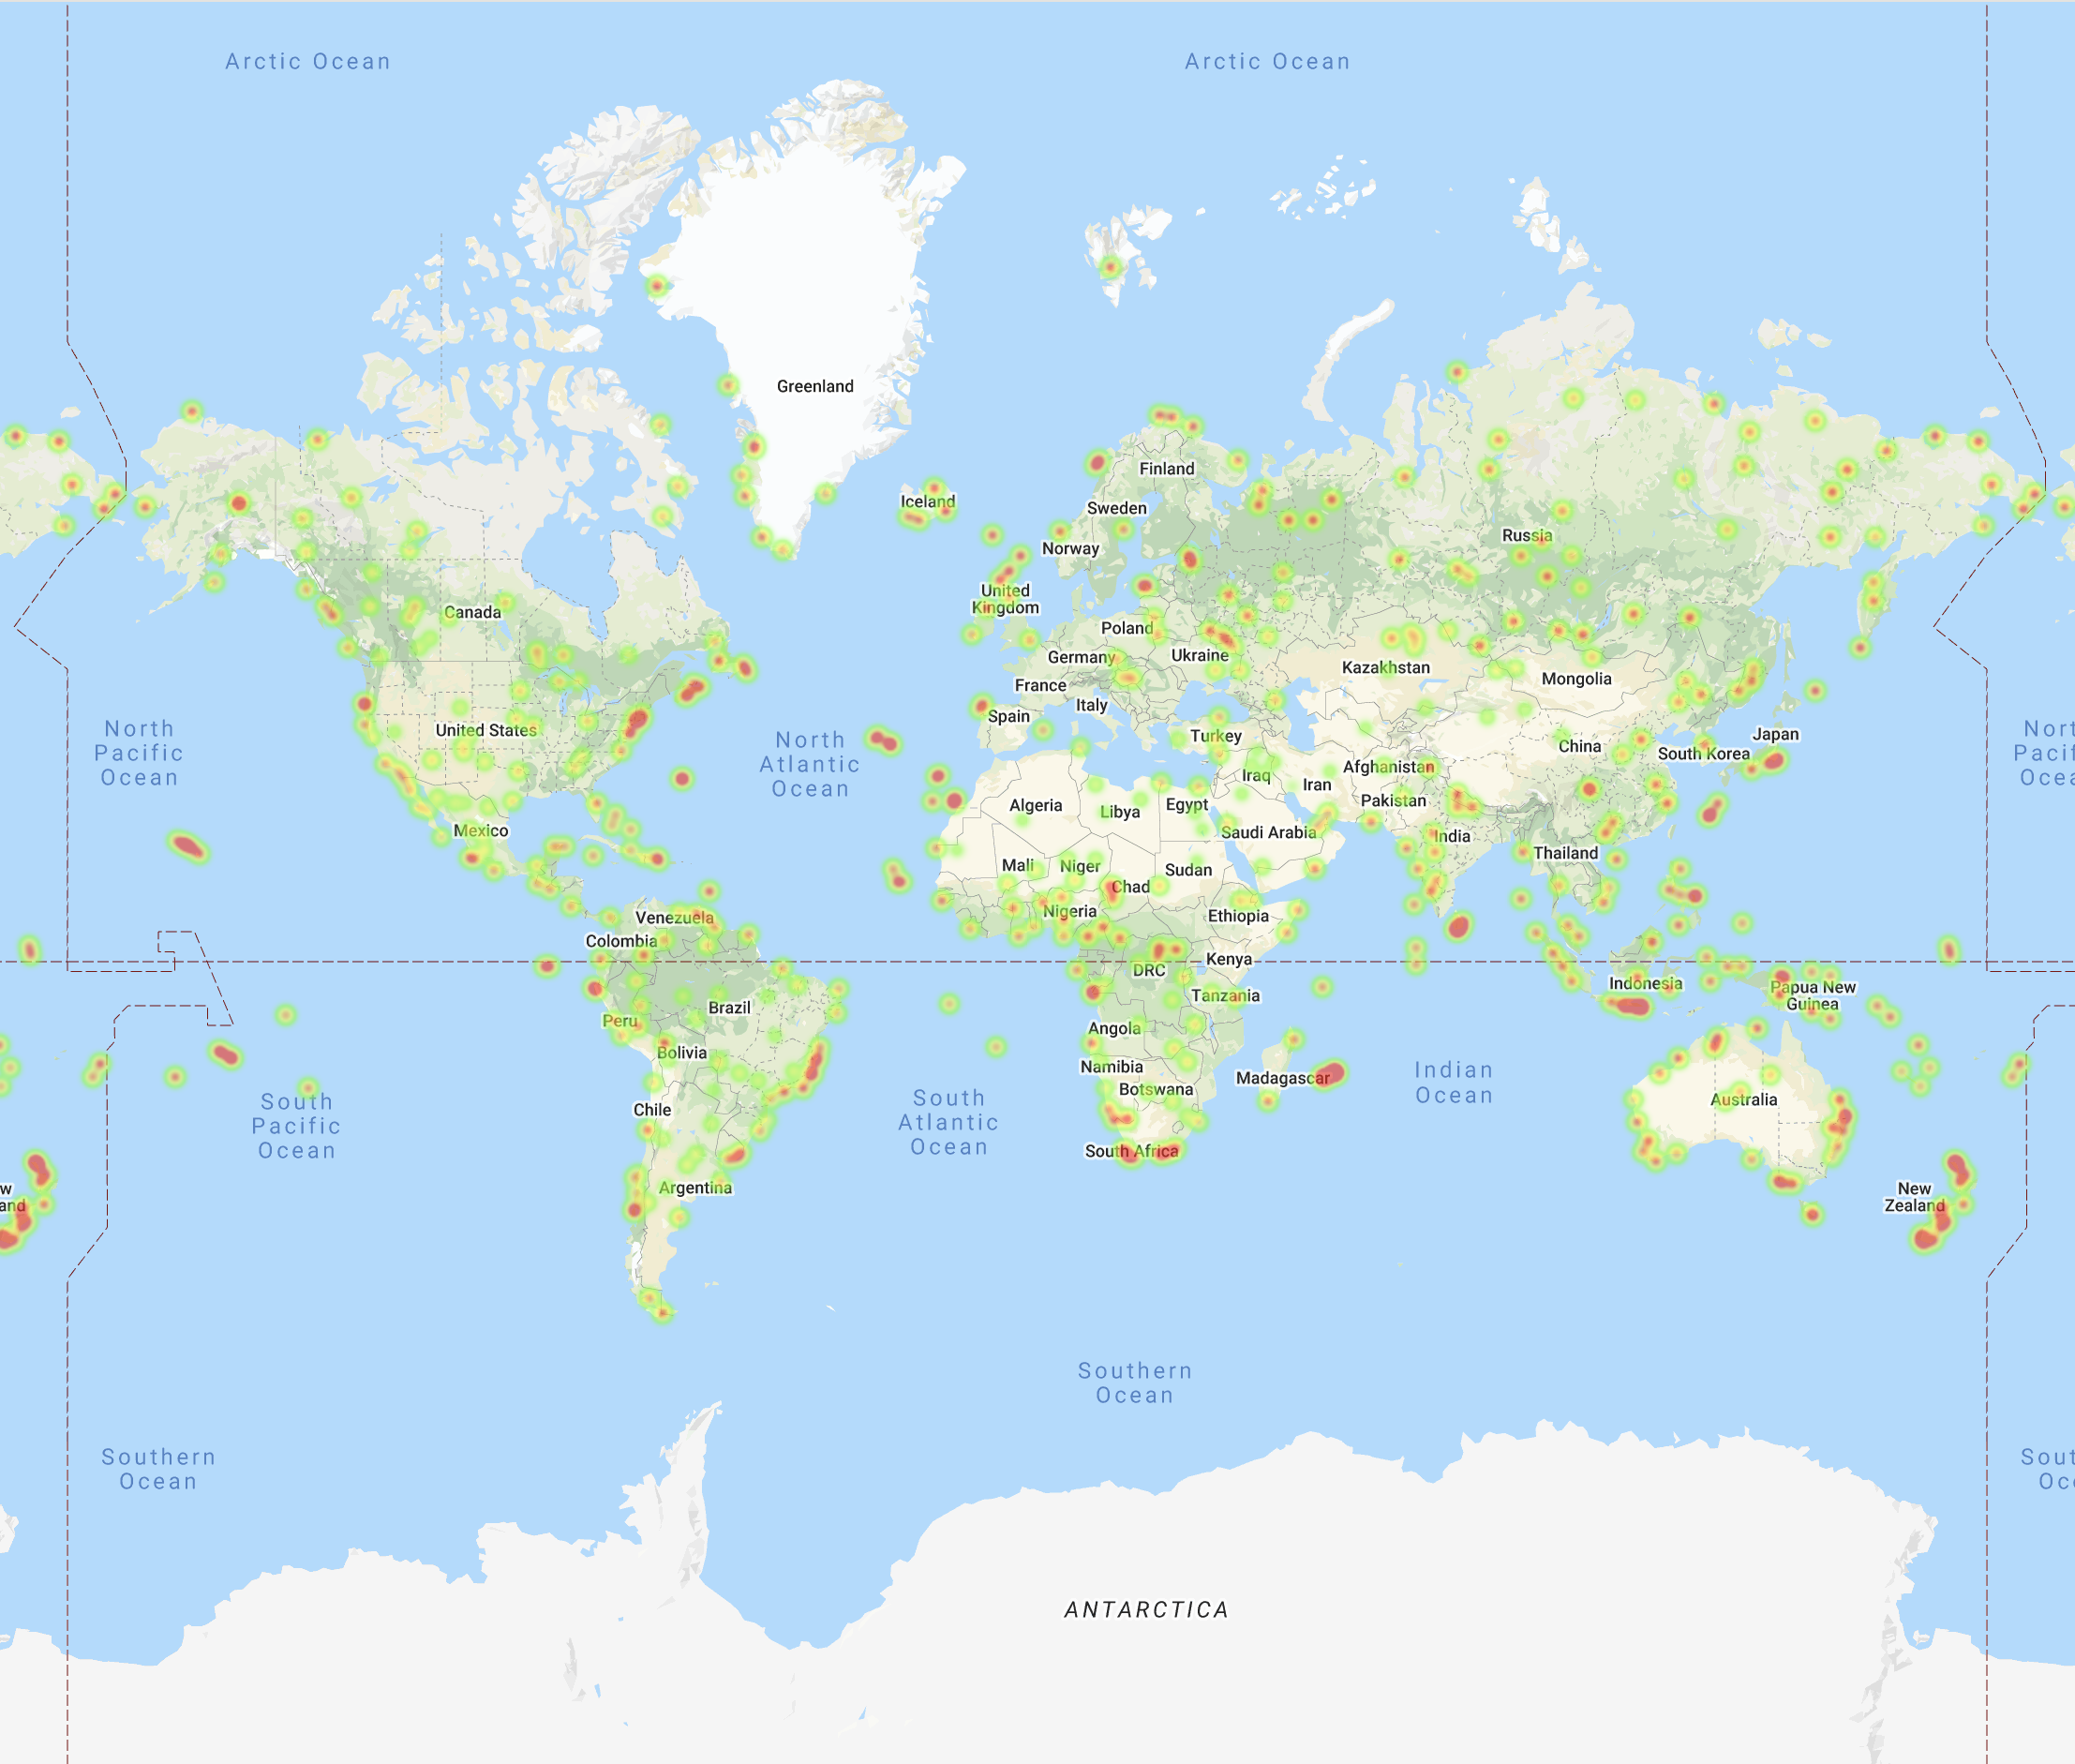 Arctic Ocean
Arctic Ocean
Greenland
Iceland
Finland
Sweden
Norway
Russia
United
Kingdom
Canada
Poland
Germany
Ukraine
Kazakhstan
Mongolia
France
Italy
Spain
Turkey
United States
North
Pacific
Ocean
North
Atlantic
Ocean
China
South Korea
Japan
Nort
Pacif
Ocea
Afghanistan
Iraq
Iran
Pakistan
Algeria
Libya
Egypt
Saudi Arabia
India
Mexico
Thailand
Mali
Niger
Chad
Sudan
Nigeria
Ethiopia
Venezuela
Colombia
Kenya
DRC
Tanzania
Indonesia
Papua New
Guinea
Brazil
Peru
Angola
Bolivia
Namibia
Botswana
Madagascar
Indian
Ocean
Australia
Chile
South
Pacific
Ocean
South
Atlantic
Ocean
South Africa
Argentina
w
and
New
Zealand
Southern
Ocean
Southern
Ocean
Sout
Oce
ANTARCTICA